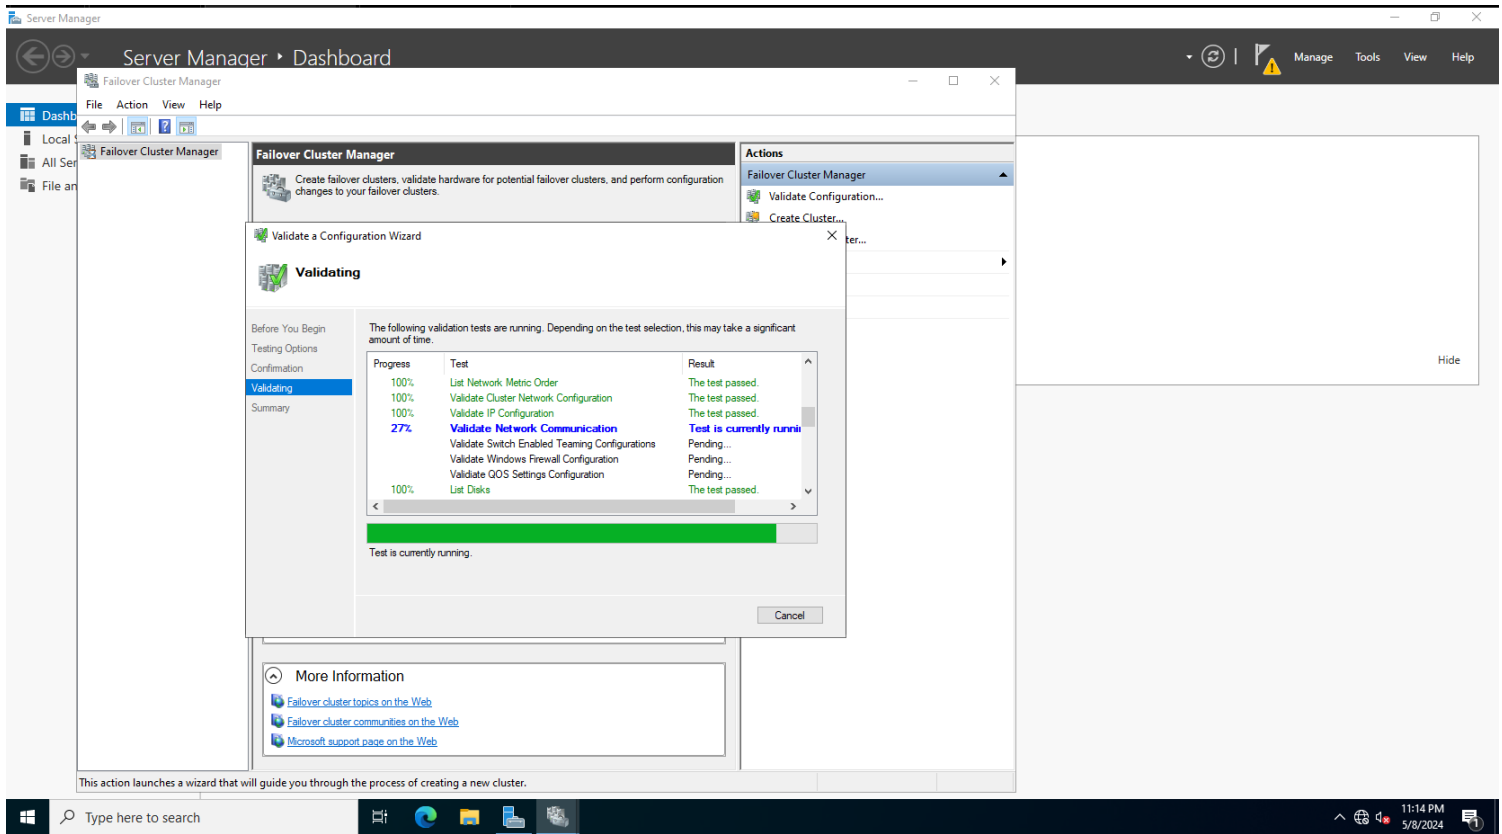 Server Manager
Server Manager • Dashboard
Manage Tools View Help
Failover Cluster Manager
File Action View Help
Dashb
Local S
All Ser
File an
Failover Cluster Manager
Failover Cluster Manager
Create failover clusters, validate hardware for potential failover clusters, and perform configuration
changes to your failover clusters.
Actions
Failover Cluster Manager
Validate Configuration...
Create Cluster...
ter...
Validate a Configuration Wizard
Validating
Before You Begin
Testing Options
Confirmation
Validating
Summary
The following validation tests are running. Depending on the test selection, this may take a significant
amount of time.
Progress Test Result
100% List Network Metric Order The test passed.
100% Validate Cluster Network Configuration The test passed.
100% Validate IP Configuration The test passed.
27% Validate Network Communication Test is currently runnin
Validate Switch Enabled Teaming Configurations Pending...
Validate Windows Firewall Configuration Pending...
Validiate QOS Settings Configuration Pending...
100% List Disks The test passed.
Test is currently running.
Cancel
Hide
More Information
Failover cluster topics on the Web
Failover cluster communities on the Web
Microsoft support page on the Web
This action launches a wizard that will guide you through the process of creating a new cluster.
Type here to search
11:14 PM
5/8/2024
1